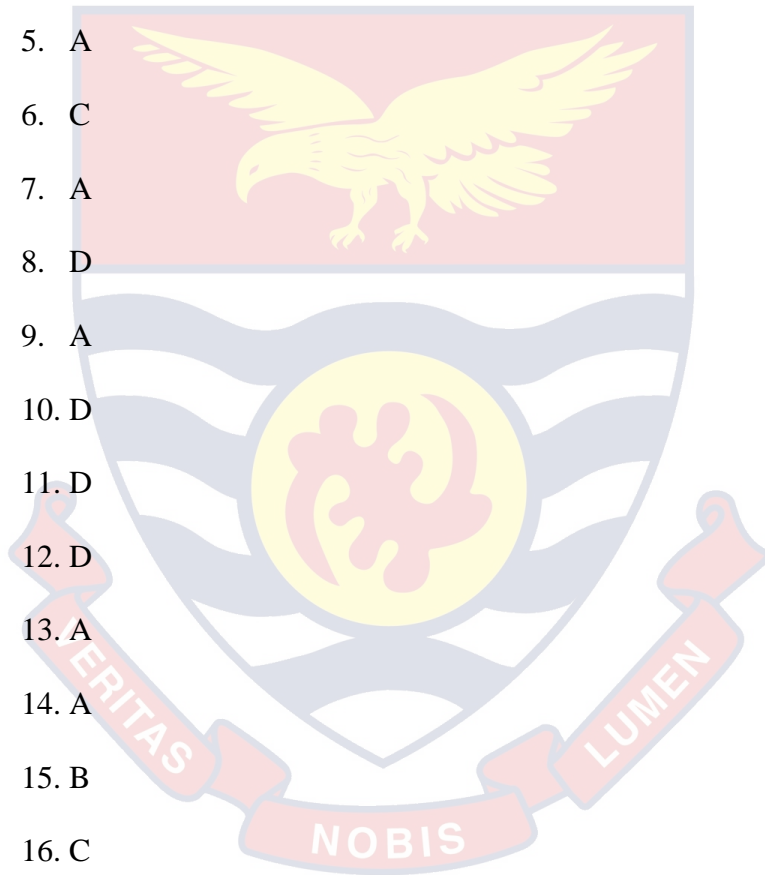 5. A
6. C
7. A
8. D
9. A
10. D
11. D
12. D
13. A
14. A
15. B
16. C
VERITAS
NOBIS
LUMEN